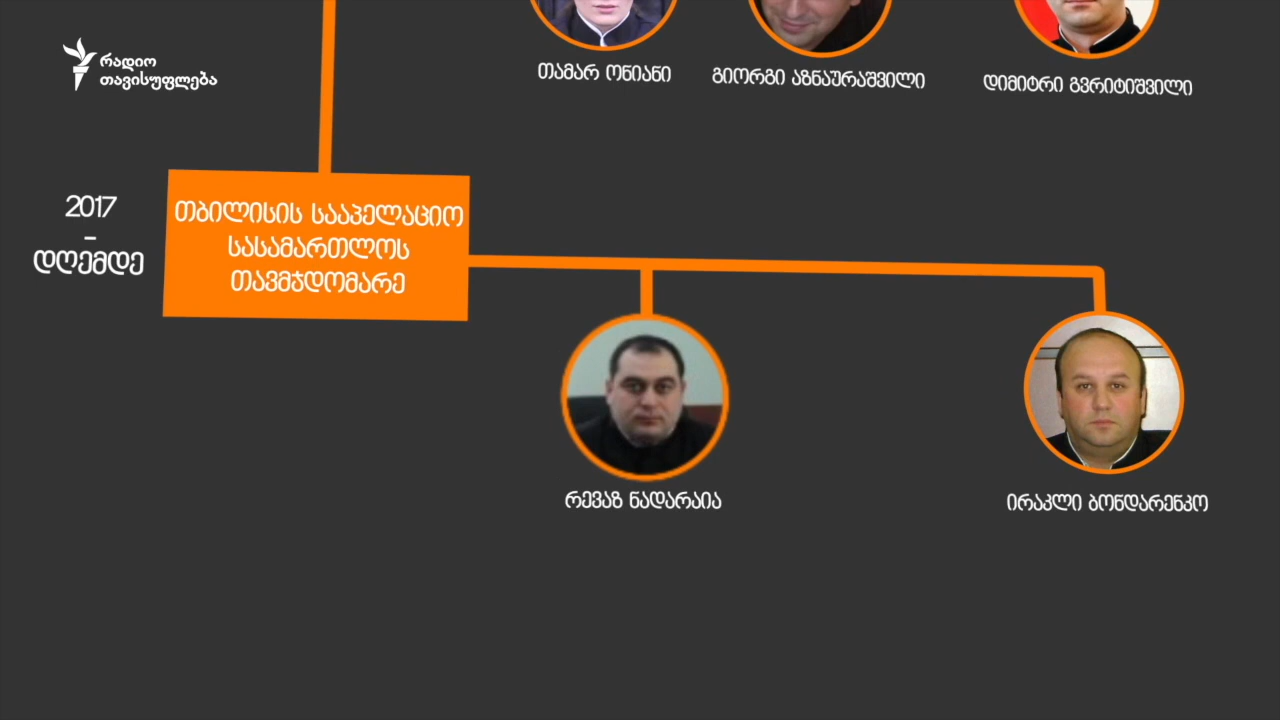 რადიო
თავისუფლება
თამარ ონიანი
გიორგი აზნაურაშვილი
დიმიტრი გვრიტიშვილი
2017
–
დღემდე
თბილისის სააპელაციო
სასამართლოს
თავმჯდომარე
რევაზ ნადარაია
ირაკლი ბონდარენკო